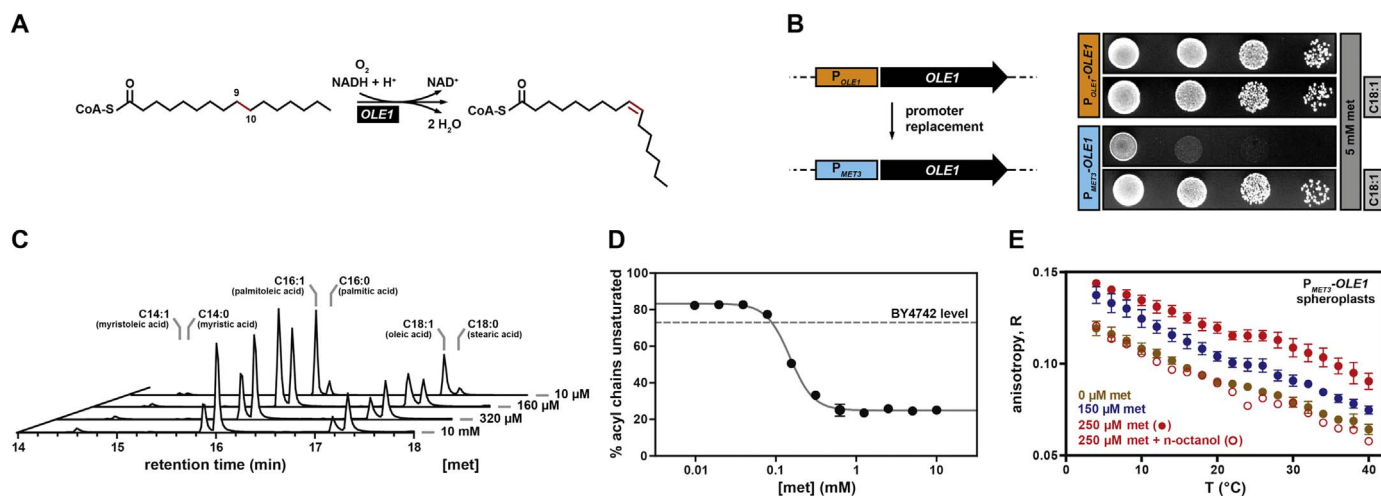 A
O
CoA-S
9
10
O₂
NADH + H⁺
NAD⁺
OLE1
2 H₂O
O
CoA-S
B
P_OLE1
OLE1
promoter
replacement
P_MET3
OLE1
P_OLE1-OLE1
P_MET3-OLE1
5 mM met
C18:1
C18:1
C
C14:1
(myristoleic acid)
C14:0
(myristic acid)
C16:1
(palmitoleic acid)
C16:0
(palmitic acid)
C18:1
(oleic acid)
C18:0
(stearic acid)
10 µM
160 µM
320 µM
10 mM
14 15 16 17 18
retention time (min)
[met]
D
% acyl chains unsaturated
100
80
60
40
20
0
BY4742 level
0.01 0.1 1 10
[met] (mM)
E
anisotropy, R
0.15
0.10
0.05
P_MET3-OLE1
spheroplasts
0 µM met
150 µM met
250 µM met (●)
250 µM met + n-octanol (○)
0 10 20 30 40
T (°C)